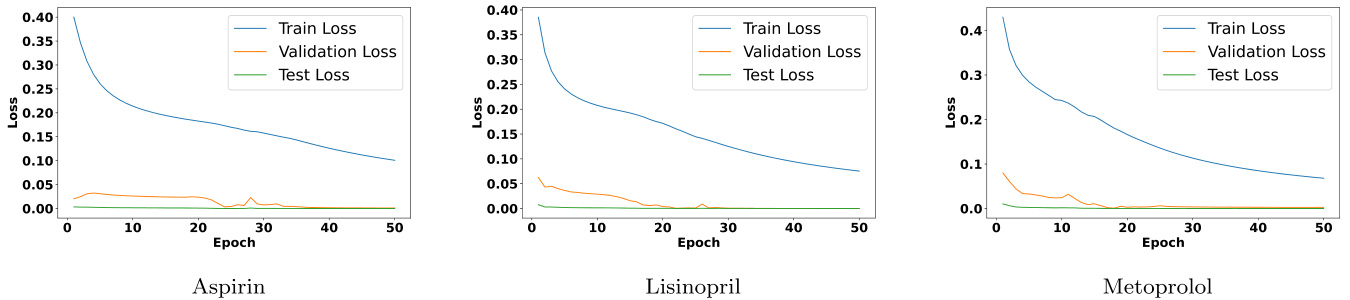 0.40
0.35
0.30
0.25
0.20
0.15
0.10
0.05
0.00
Loss
0 10 20 30 40 50
Epoch
Train Loss
Validation Loss
Test Loss
Aspirin
0.40
0.35
0.30
0.25
0.20
0.15
0.10
0.05
0.00
Loss
0 10 20 30 40 50
Epoch
Train Loss
Validation Loss
Test Loss
Lisinopril
0.4
0.3
0.2
0.1
0.0
Loss
0 10 20 30 40 50
Epoch
Train Loss
Validation Loss
Test Loss
Metoprolol